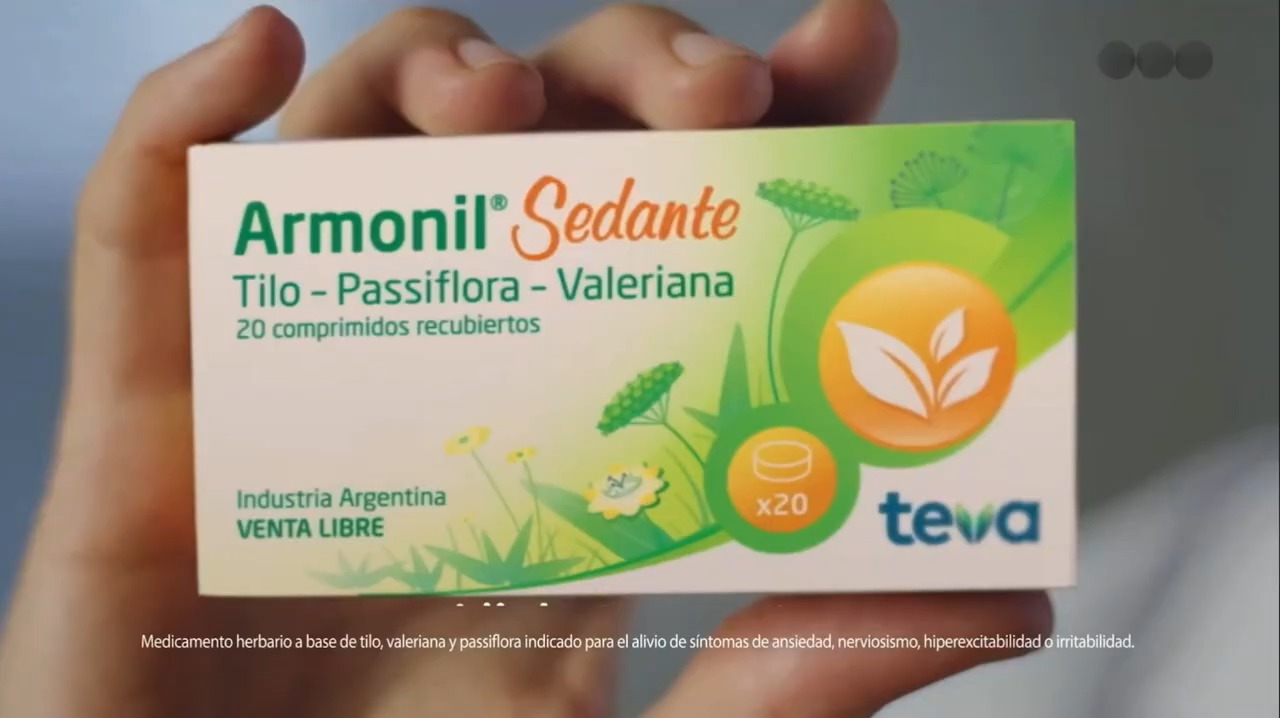 Armonil® Sedante
Tilo – Passiflora – Valeriana
20 comprimidos recubiertos
x20
Industria Argentina
VENTA LIBRE
teva
Medicamento herbario a base de tilo, valeriana y passiflora indicado para el alivio de síntomas de ansiedad, nerviosismo, hiperexcitabilidad o irritabilidad.